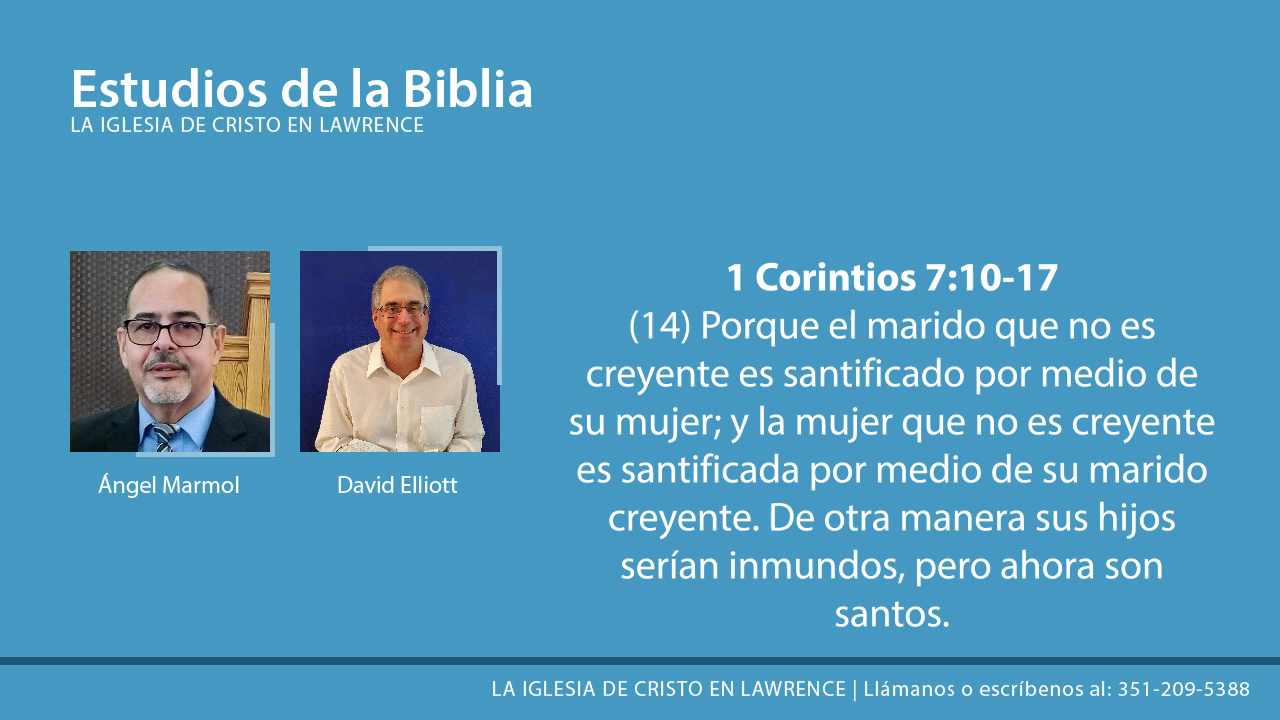 Estudios de la Biblia
LA IGLESIA DE CRISTO EN LAWRENCE
Ángel Marmol
David Elliott
1 Corintios 7:10-17
(14) Porque el marido que no es
creyente es santificado por medio de
su mujer; y la mujer que no es creyente
es santificada por medio de su marido
creyente. De otra manera sus hijos
serían inmundos, pero ahora son
santos.
LA IGLESIA DE CRISTO EN LAWRENCE | Llámanos o escríbenos al: 351-209-5388